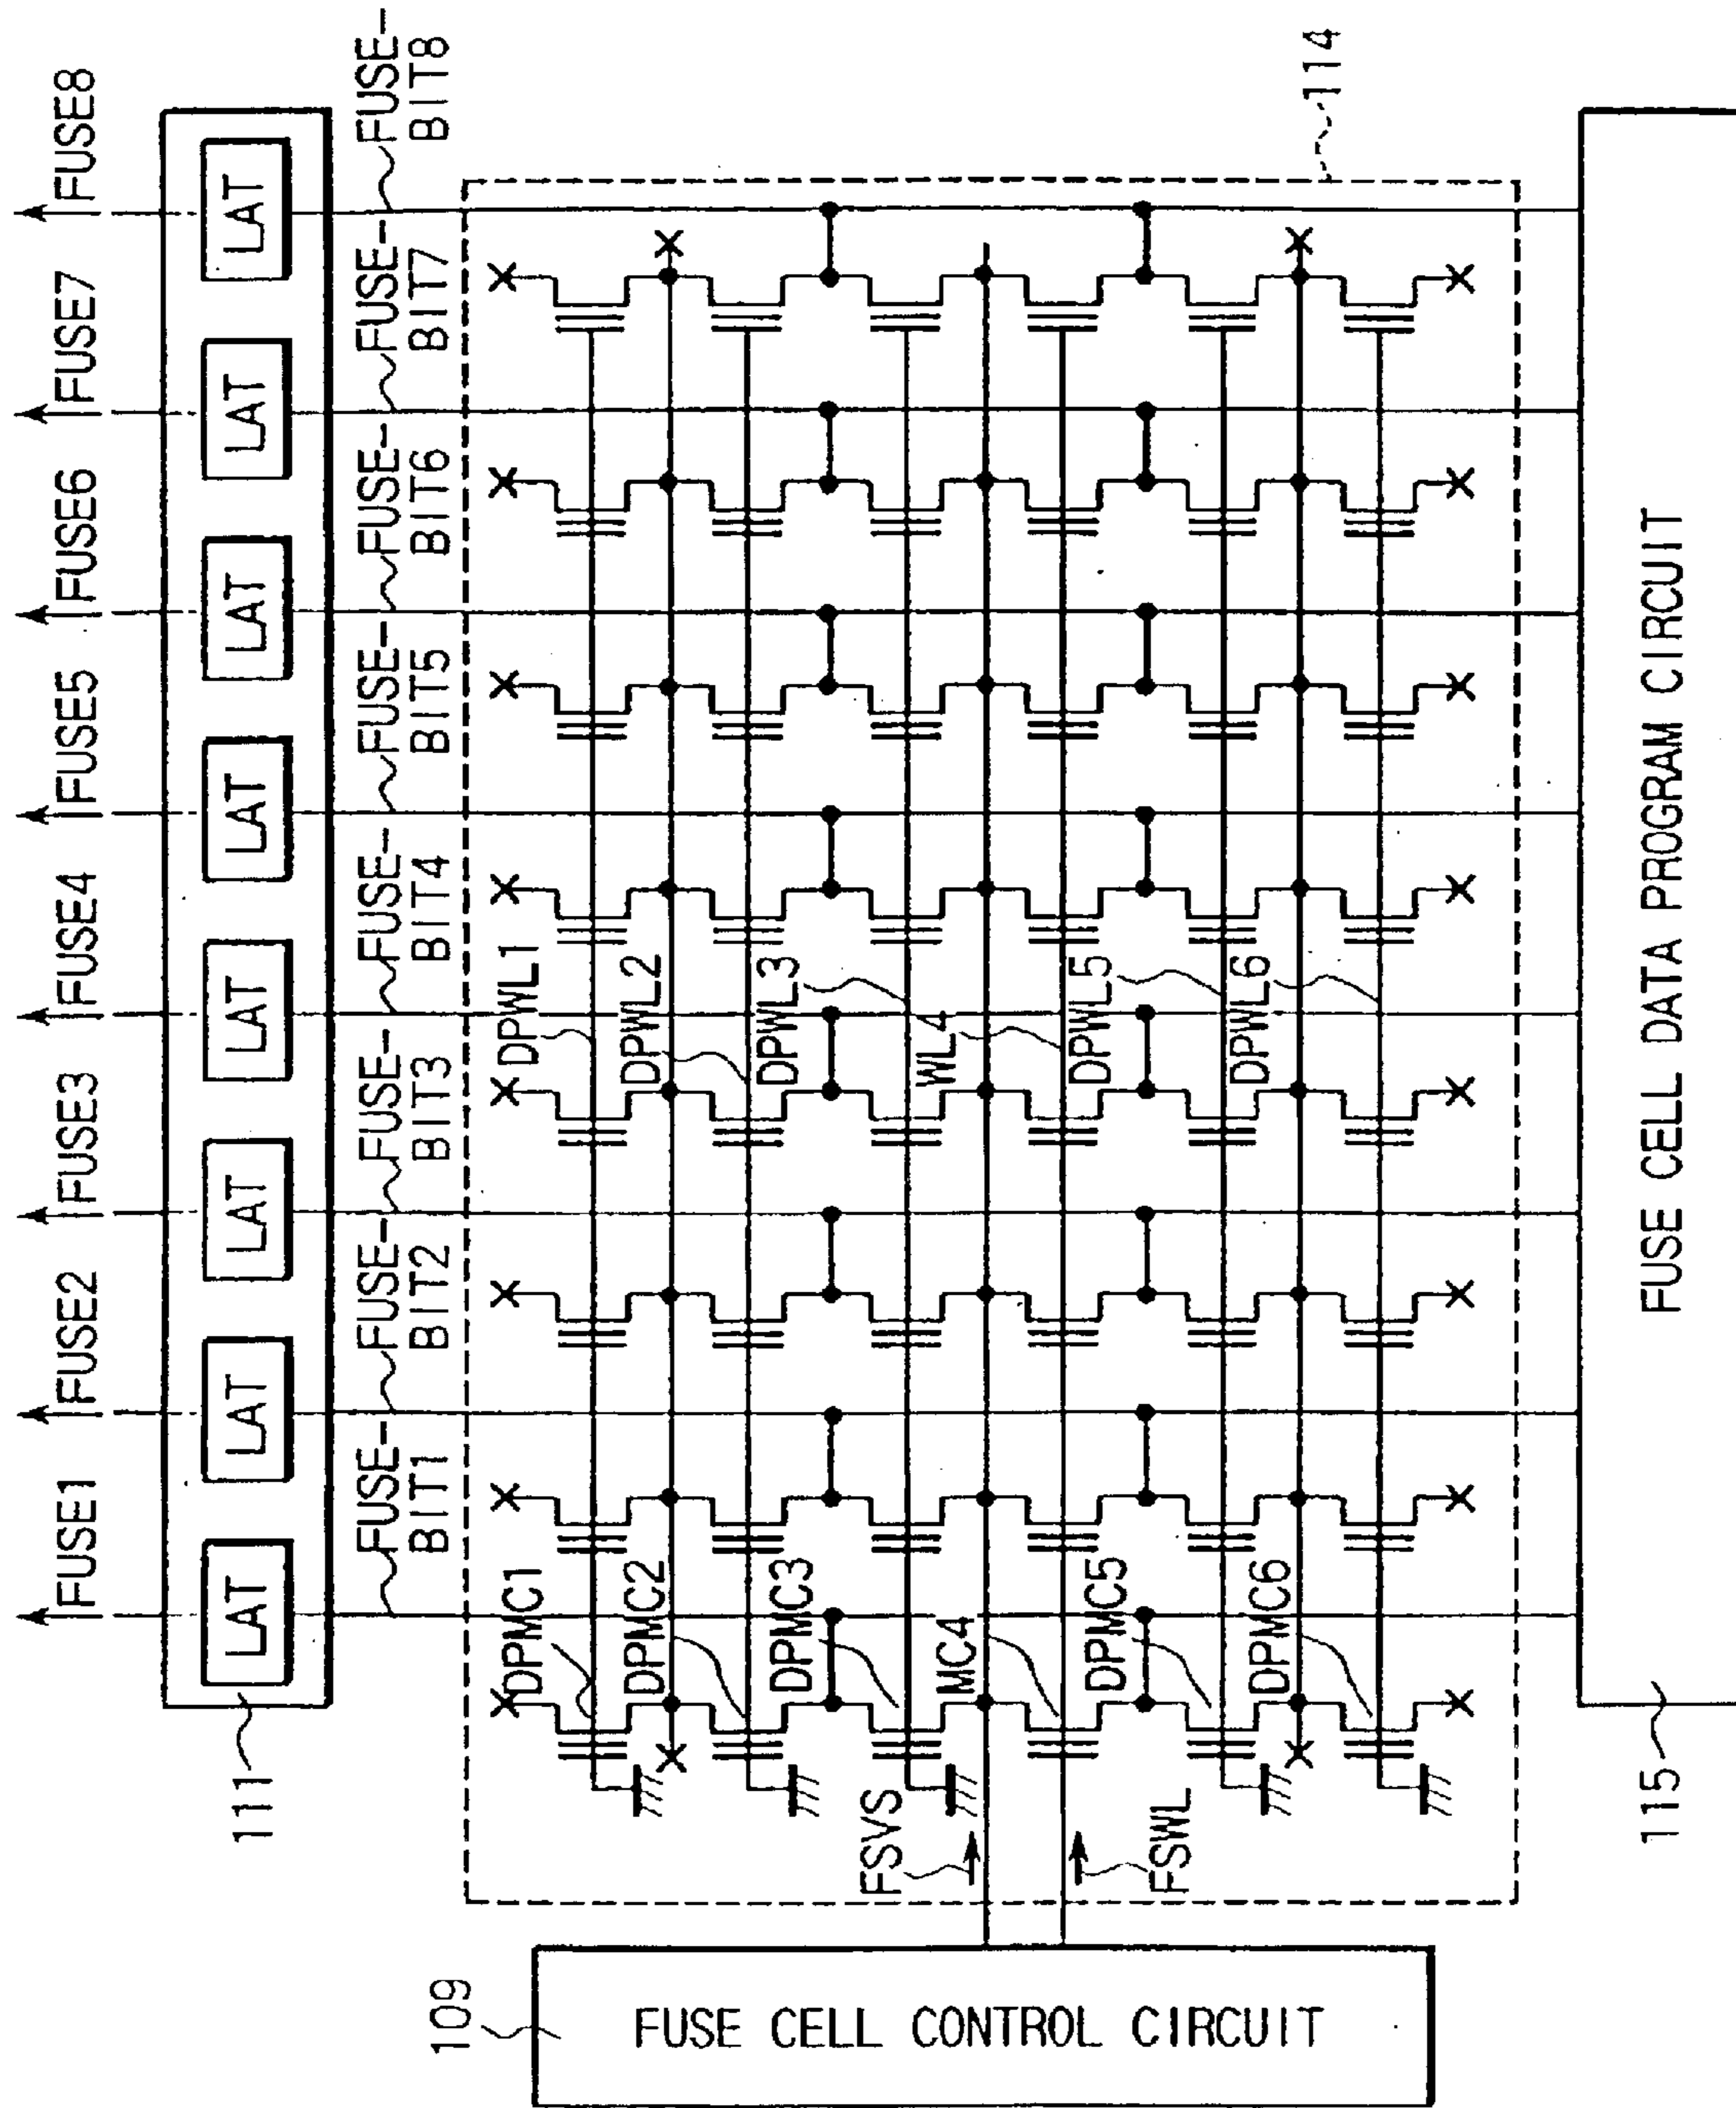 FUSE1
FUSE2
FUSE3
FUSE4
FUSE5
FUSE6
FUSE7
FUSE8
LAT
LAT
LAT
LAT
LAT
LAT
LAT
LAT
111
FUSE-
BIT1
FUSE-
BIT2
FUSE-
BIT3
FUSE-
BIT4
FUSE-
BIT5
FUSE-
BIT6
FUSE-
BIT7
FUSE-
BIT8
114
DPMC1
DPMC2
DPMC3
MC4
DPMC5
DPMC6
DPWL1
DPWL2
DPWL3
WL4
DPWL5
DPWL6
FSVS
FSWL
109
FUSE CELL CONTROL CIRCUIT
115
FUSE CELL DATA PROGRAM CIRCUIT